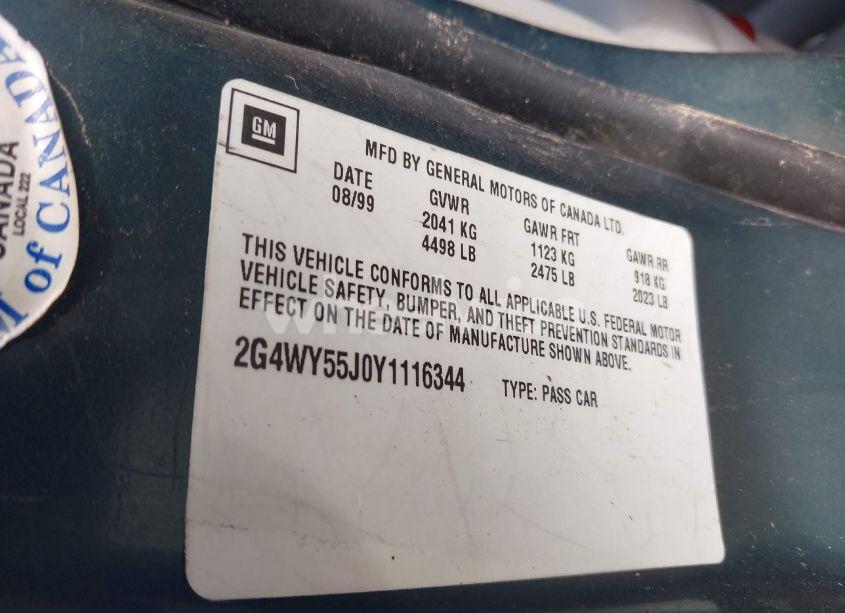 GM
MFD BY GENERAL MOTORS OF CANADA LTD.
DATE GVWR GAWR FRT GAWR RR
08/99 2041 KG 1123 KG 918 KG
4498 LB 2475 LB 2023 LB
THIS VEHICLE CONFORMS TO ALL APPLICABLE U.S. FEDERAL MOTOR
VEHICLE SAFETY, BUMPER, AND THEFT PREVENTION STANDARDS IN
EFFECT ON THE DATE OF MANUFACTURE SHOWN ABOVE.
2G4WY55J0Y1116344 TYPE: PASS CAR
CANADA
LOCAL 222
of CANADA